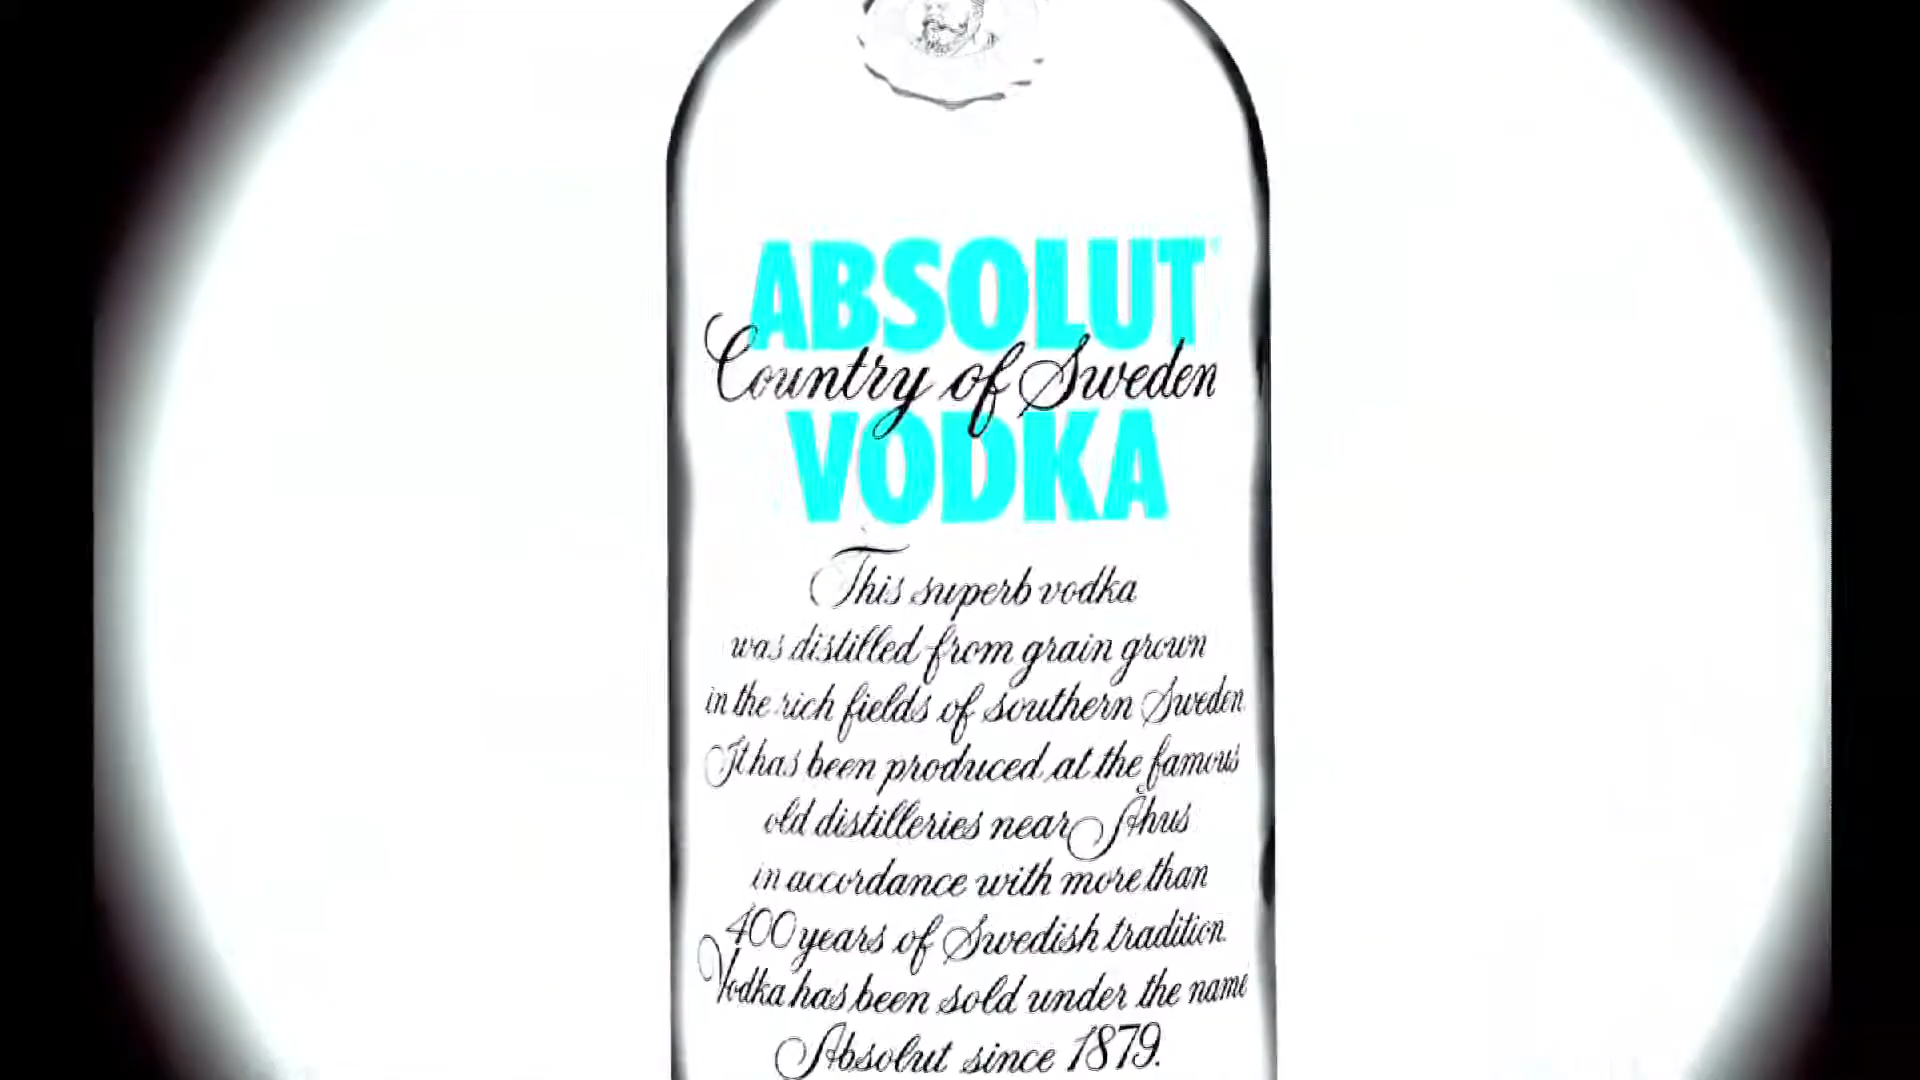 ABSOLUT
Country of Sweden
VODKA
This superb vodka
was distilled from grain grown
in the rich fields of southern Sweden
It has been produced at the famous
old distilleries near Åhus
in accordance with more than
400 years of Swedish tradition.
Vodka has been sold under the name
Absolut since 1879.